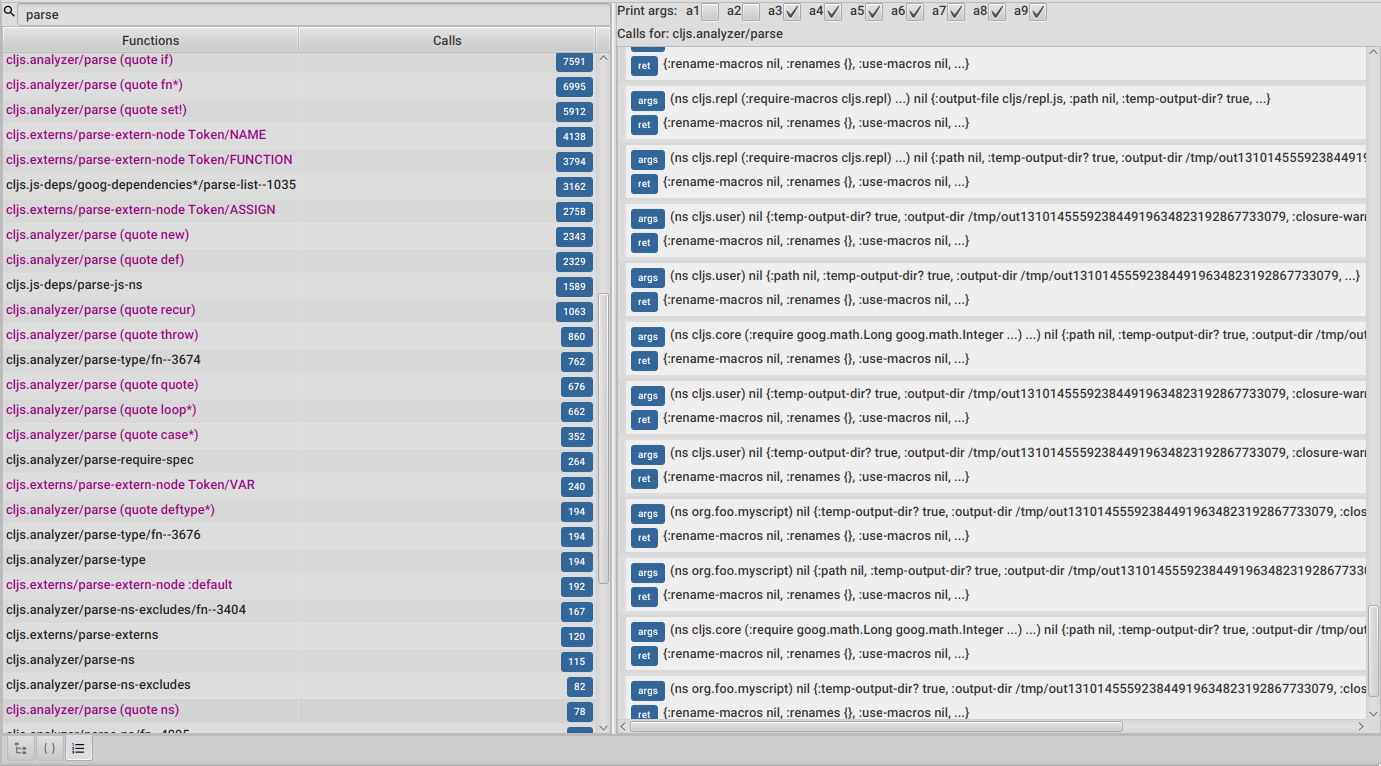 parse
Functions Calls
cljs.analyzer/parse (quote if) 7591
cljs.analyzer/parse (quote fn*) 6995
cljs.analyzer/parse (quote set!) 5912
cljs.externs/parse-extern-node Token/NAME 4138
cljs.externs/parse-extern-node Token/FUNCTION 3794
cljs.js-deps/goog-dependencies*/parse-list--1035 3162
cljs.externs/parse-extern-node Token/ASSIGN 2758
cljs.analyzer/parse (quote new) 2343
cljs.analyzer/parse (quote def) 2329
cljs.js-deps/parse-js-ns 1589
cljs.analyzer/parse (quote recur) 1063
cljs.analyzer/parse (quote throw) 860
cljs.analyzer/parse-type/fn--3674 762
cljs.analyzer/parse (quote quote) 676
cljs.analyzer/parse (quote loop*) 662
cljs.analyzer/parse (quote case*) 352
cljs.analyzer/parse-require-spec 264
cljs.externs/parse-extern-node Token/VAR 240
cljs.analyzer/parse (quote deftype*) 194
cljs.analyzer/parse-type/fn--3676 194
cljs.analyzer/parse-type 194
cljs.externs/parse-extern-node :default 192
cljs.analyzer/parse-ns-excludes/fn--3404 167
cljs.externs/parse-externs 120
cljs.analyzer/parse-ns 115
cljs.analyzer/parse-ns-excludes 82
cljs.analyzer/parse (quote ns) 78
Print args: a1 a2 a3 a4 a5 a6 a7 a8 a9
Calls for: cljs.analyzer/parse
ret {:rename-macros nil, :renames {}, :use-macros nil, ...}
args (ns cljs.repl (:require-macros cljs.repl) ...) nil {:output-file cljs/repl.js, :path nil, :temp-output-dir? true, ...}
ret {:rename-macros nil, :renames {}, :use-macros nil, ...}
args (ns cljs.repl (:require-macros cljs.repl) ...) nil {:path nil, :temp-output-dir? true, :output-dir /tmp/out131014555923844919
ret {:rename-macros nil, :renames {}, :use-macros nil, ...}
args (ns cljs.user) nil {:temp-output-dir? true, :output-dir /tmp/out13101455592384491963482319286773​3079, :closure-warn
ret {:rename-macros nil, :renames {}, :use-macros nil, ...}
args (ns cljs.user) nil {:path nil, :temp-output-dir? true, :output-dir /tmp/out131014555923844919634823192867733079, ...}
ret {:rename-macros nil, :renames {}, :use-macros nil, ...}
args (ns cljs.core (:require goog.math.Long goog.math.Integer ...) ...) nil {:path nil, :temp-output-dir? true, :output-dir /tmp/out
ret {:rename-macros nil, :renames {}, :use-macros nil, ...}
args (ns cljs.user) nil {:temp-output-dir? true, :output-dir /tmp/out131014555923844919634823192867733079, :closure-warn
ret {:rename-macros nil, :renames {}, :use-macros nil, ...}
args (ns cljs.user) nil {:temp-output-dir? true, :output-dir /tmp/out131014555923844919634823192867733079, :closure-warn
ret {:rename-macros nil, :renames {}, :use-macros nil, ...}
args (ns org.foo.myscript) nil {:temp-output-dir? true, :output-dir /tmp/out131014555923844919634823192867733079, :clos
ret {:rename-macros nil, :renames {}, :use-macros nil, ...}
args (ns org.foo.myscript) nil {:path nil, :temp-output-dir? true, :output-dir /tmp/out1310145559238449196348231928677330
ret {:rename-macros nil, :renames {}, :use-macros nil, ...}
args (ns cljs.core (:require goog.math.Long goog.math.Integer ...) ...) nil {:path nil, :temp-output-dir? true, :output-dir /tmp/out
ret {:rename-macros nil, :renames {}, :use-macros nil, ...}
args (ns org.foo.myscript) nil {:temp-output-dir? true, :output-dir /tmp/out131014555923844919634823192867733079, :clos
ret {:rename-macros nil, :renames {}, :use-macros nil, ...}
( )